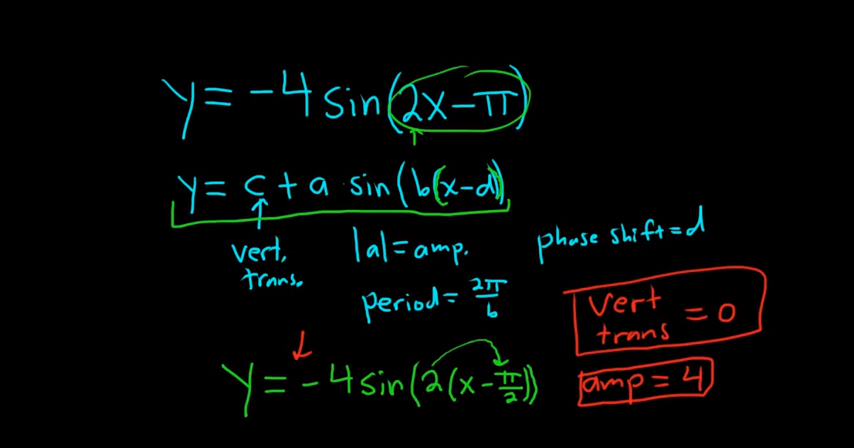 y = -4 sin(2x - π)
y = c + a sin(b(x-d))
vert. trans.
|a| = amp.
phase shift = d
period = 2π/b
vert trans = 0
y = -4 sin(2(x - π/2))
amp = 4